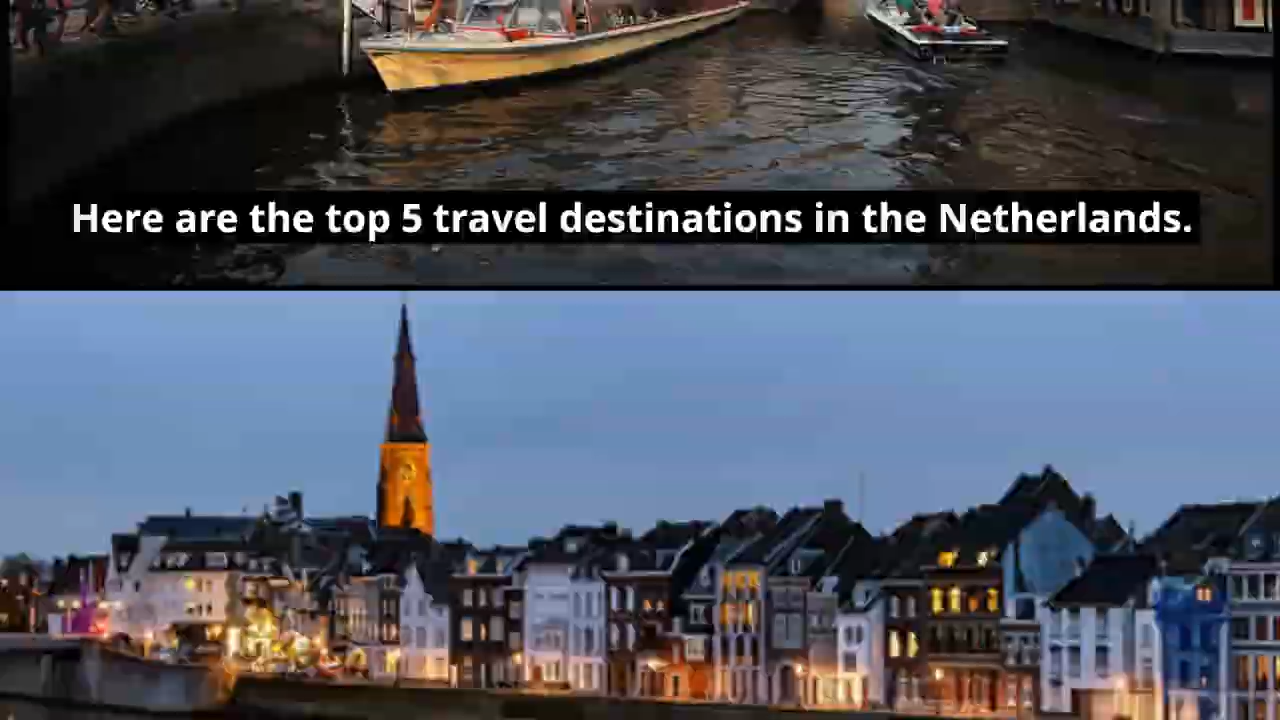 Here are the top 5 travel destinations in the Netherlands.